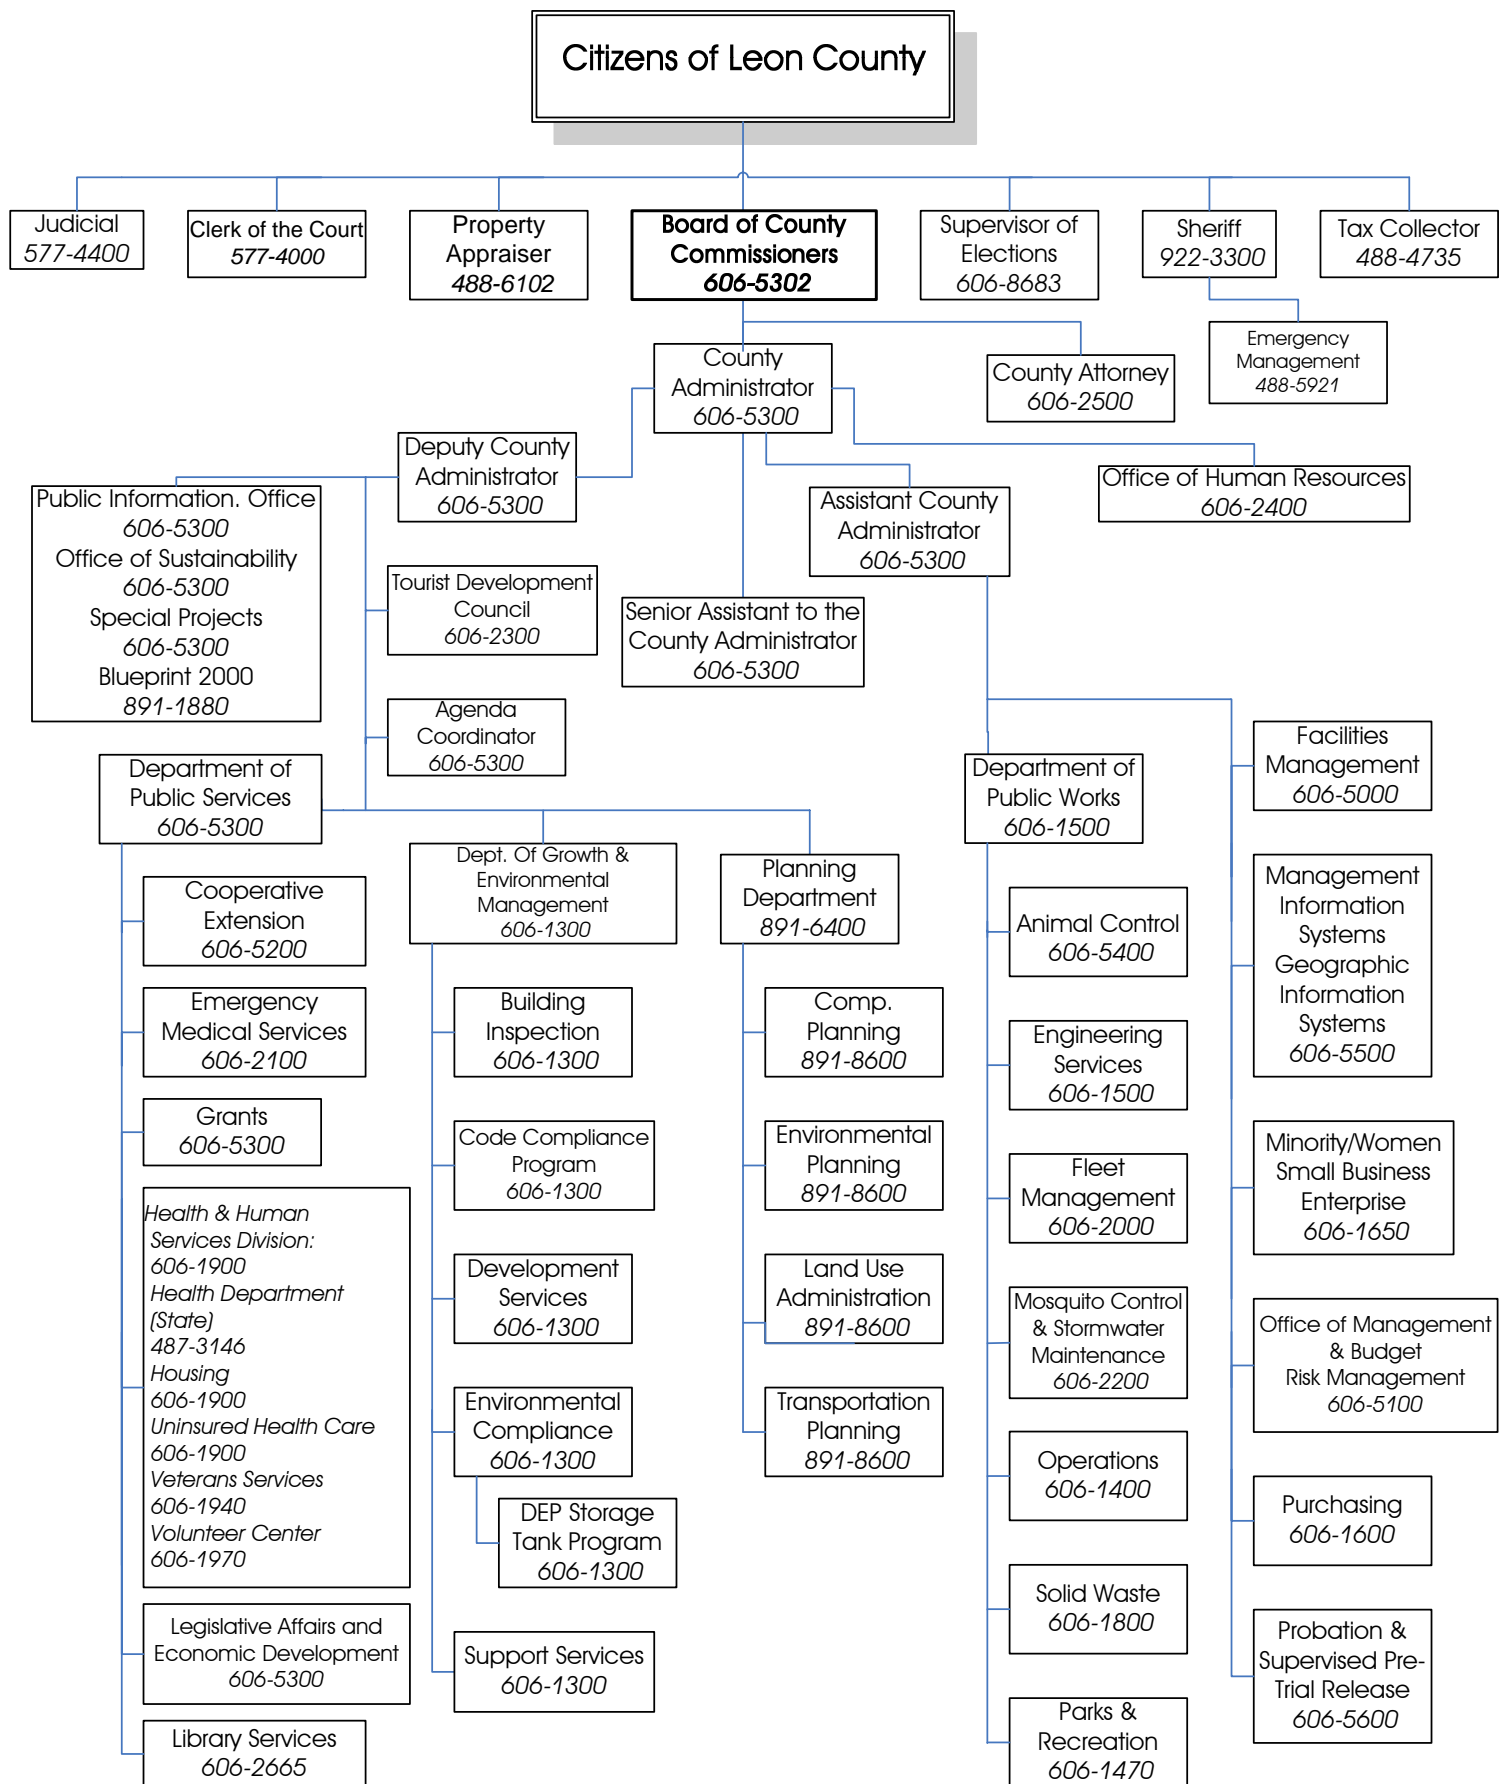 Citizens of Leon County
Judicial
577-4400
Clerk of the Court
577-4000
Property
Appraiser
488-6102
Board of County
Commissioners
606-5302
Supervisor of
Elections
606-8683
Sheriff
922-3300
Tax Collector
488-4735
Emergency
Management
488-5921
County
Administrator
606-5300
County Attorney
606-2500
Deputy County
Administrator
606-5300
Office of Human Resources
606-2400
Assistant County
Administrator
606-5300
Public Information. Office
606-5300
Office of Sustainability
606-5300
Special Projects
606-5300
Blueprint 2000
891-1880
Tourist Development
Council
606-2300
Senior Assistant to the
County Administrator
606-5300
Agenda
Coordinator
606-5300
Department of
Public Services
606-5300
Cooperative
Extension
606-5200
Emergency
Medical Services
606-2100
Grants
606-5300
Health & Human
Services Division:
606-1900
Health Department
(State)
487-3146
Housing
606-1900
Uninsured Health Care
606-1900
Veterans Services
606-1940
Volunteer Center
606-1970
Legislative Affairs and
Economic Development
606-5300
Library Services
606-2665
Dept. Of Growth &
Environmental
Management
606-1300
Building
Inspection
606-1300
Code Compliance
Program
606-1300
Development
Services
606-1300
Environmental
Compliance
606-1300
DEP Storage
Tank Program
606-1300
Support Services
606-1300
Planning
Department
891-6400
Comp.
Planning
891-8600
Environmental
Planning
891-8600
Land Use
Administration
891-8600
Transportation
Planning
891-8600
Department of
Public Works
606-1500
Animal Control
606-5400
Engineering
Services
606-1500
Fleet
Management
606-2000
Mosquito Control
& Stormwater
Maintenance
606-2200
Operations
606-1400
Solid Waste
606-1800
Parks &
Recreation
606-1470
Facilities
Management
606-5000
Management
Information
Systems
Geographic
Information
Systems
606-5500
Minority/Women
Small Business
Enterprise
606-1650
Office of Management
& Budget
Risk Management
606-5100
Purchasing
606-1600
Probation &
Supervised Pre-
Trial Release
606-5600